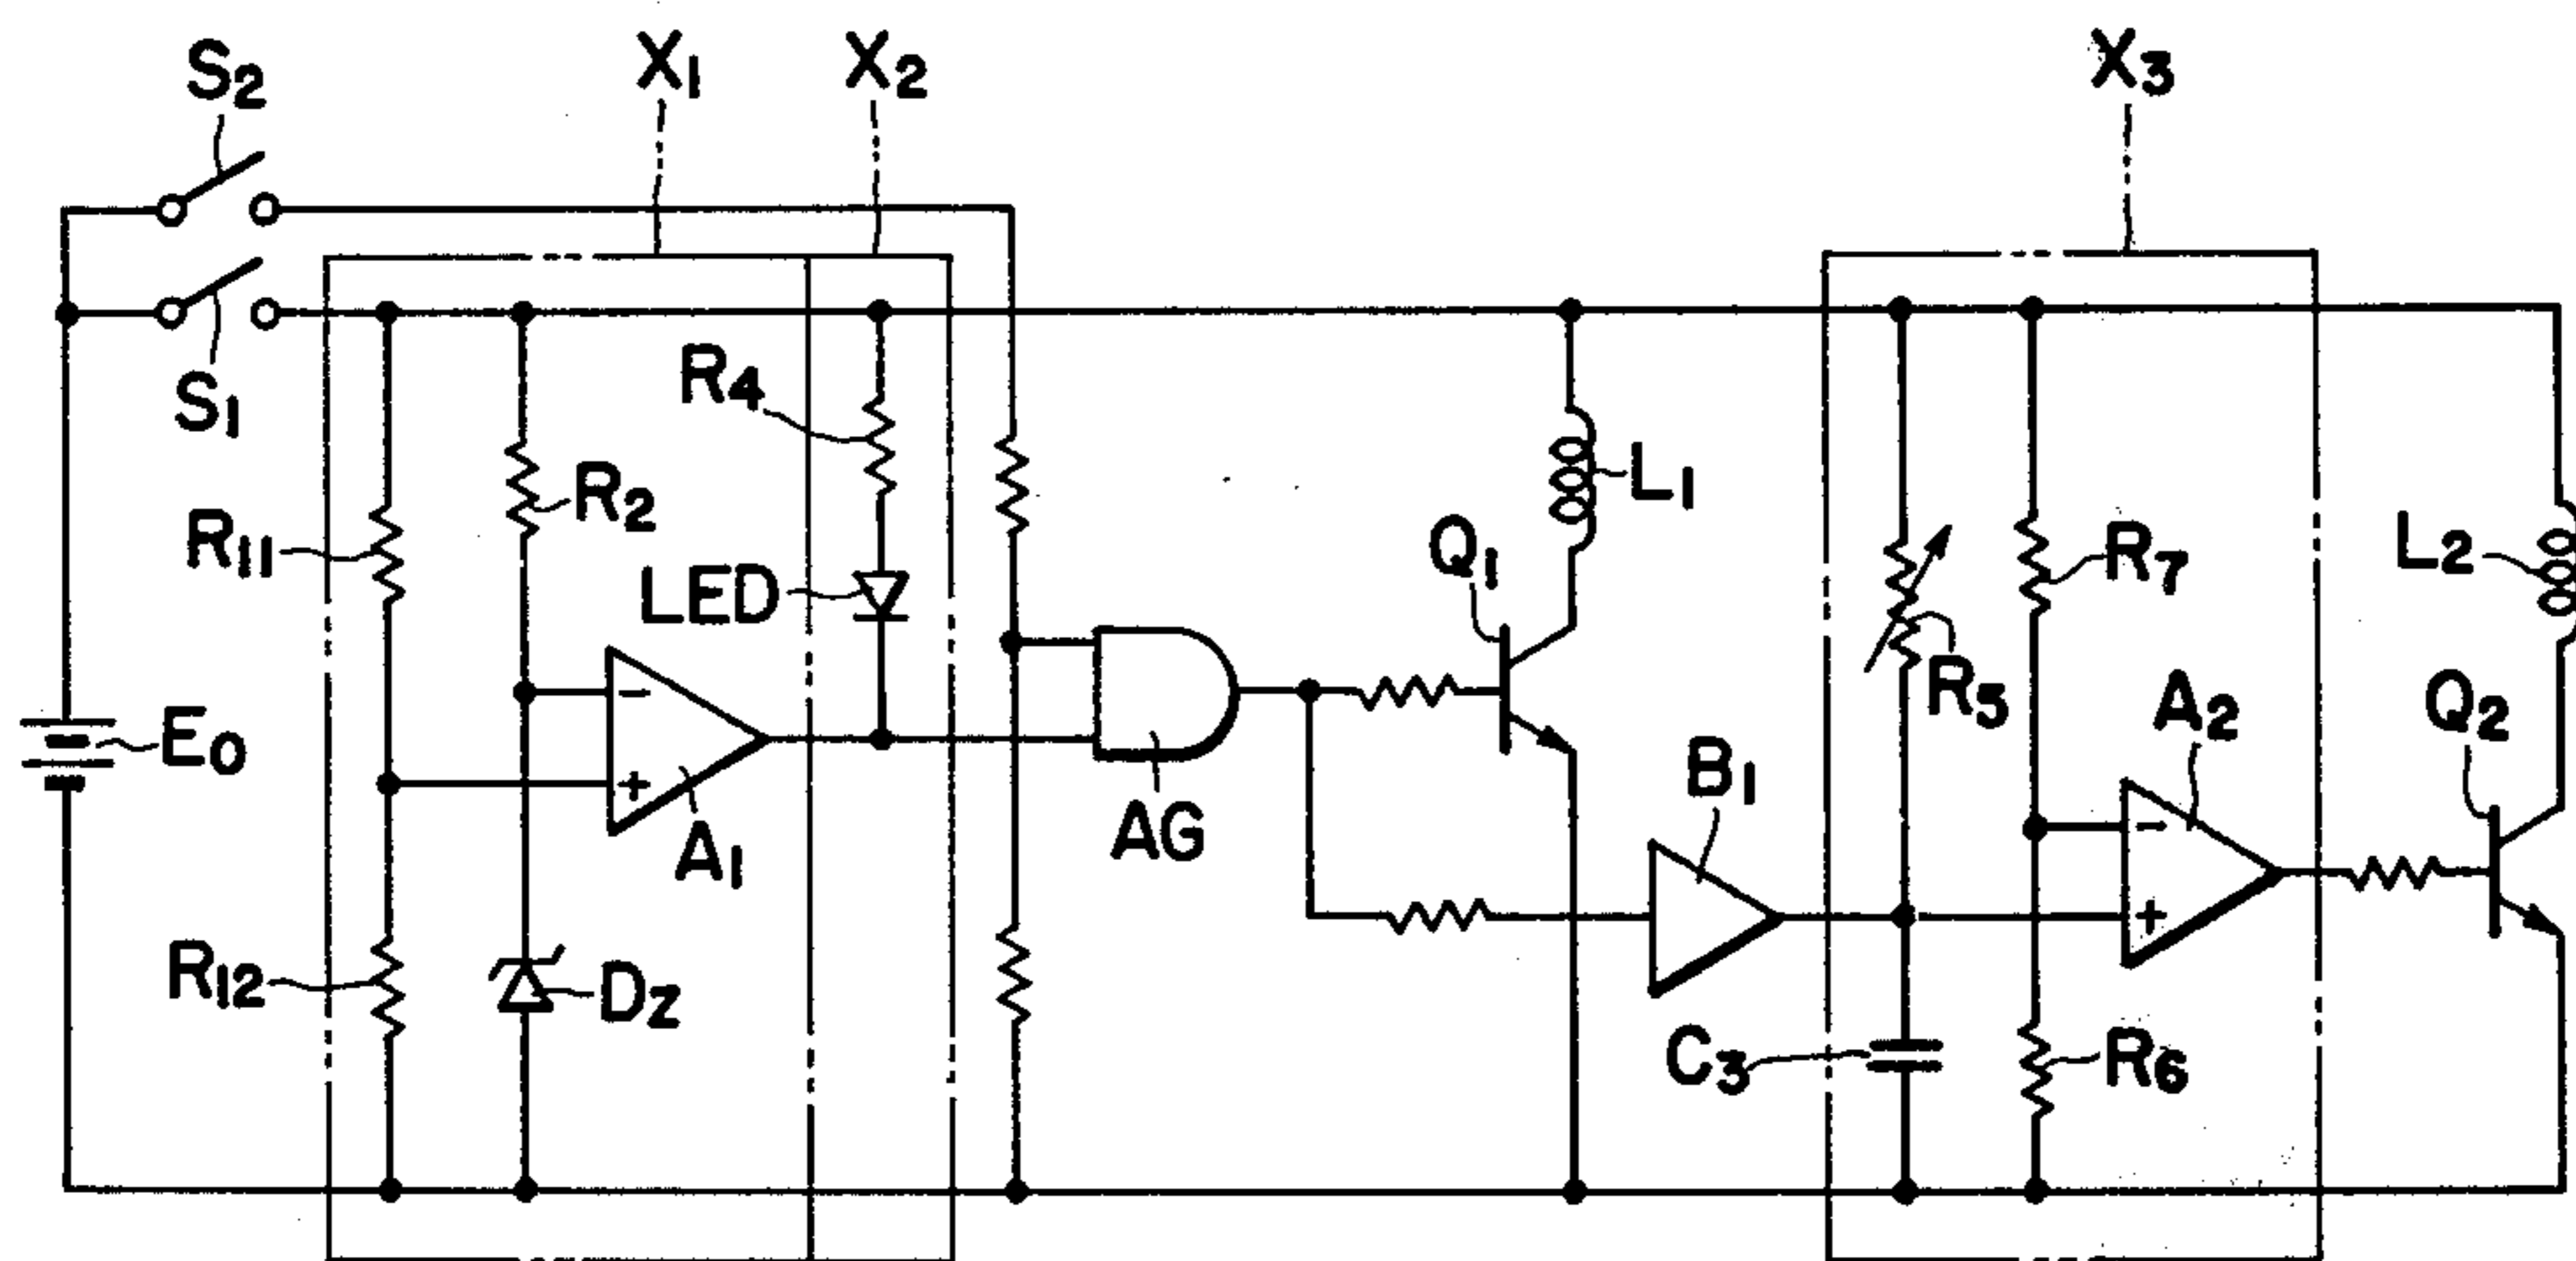 S2
X1
X2
X3
S1
R4
R11
R2
LED
L1
Q1
R7
L2
R5
A2
Q2
E0
−
+
A1
AG
B1
−
+
R12
DZ
C3
R6